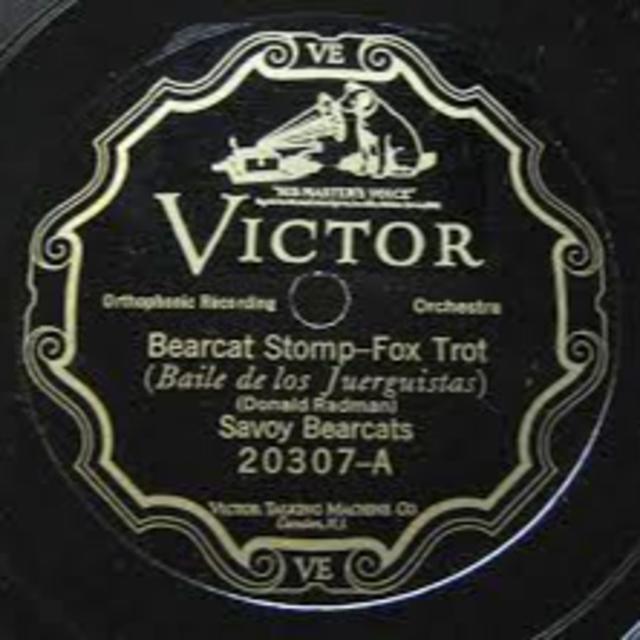 VE
"HIS MASTER'S VOICE"
VICTOR
Orthophonic Recording
Orchestra
Bearcat Stomp-Fox Trot
(Baile de los Juerguistas)
(Donald Redman)
Savoy Bearcats
20307-A
VICTOR TALKING MACHINE CO.
Camden, N.J.
VE